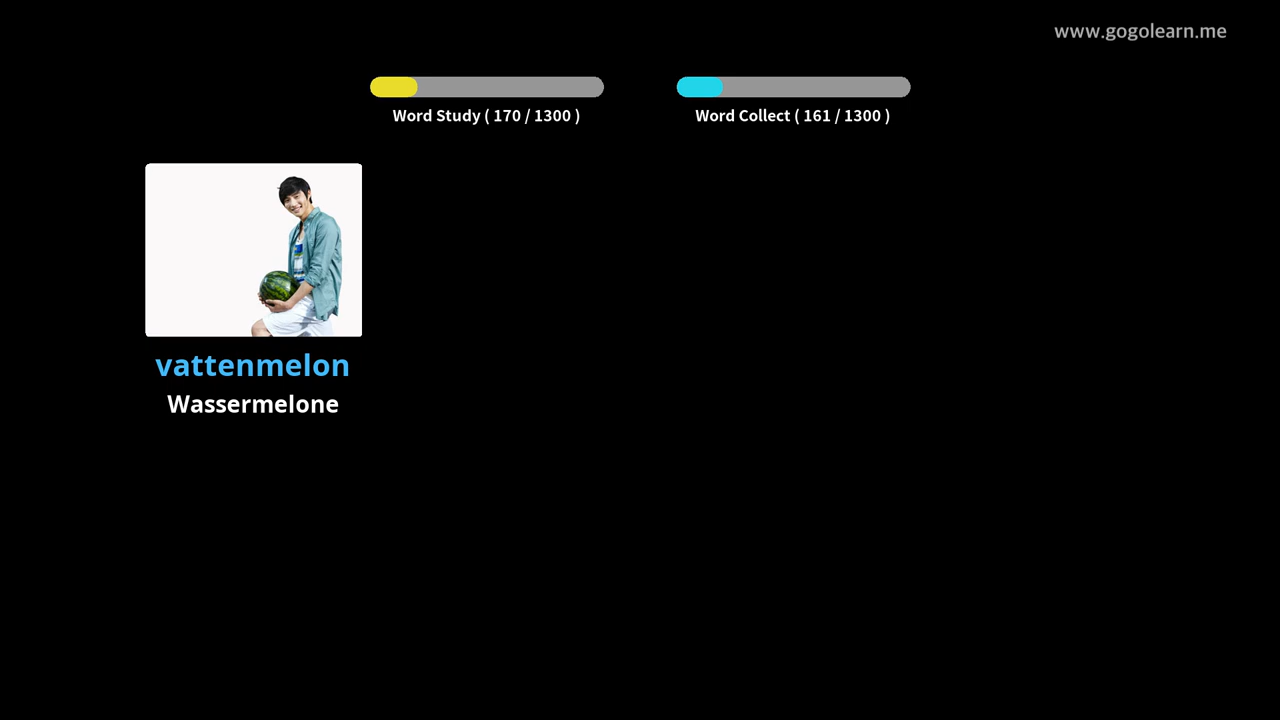 www.gogolearn.me
Word Study ( 170 / 1300 )
Word Collect ( 161 / 1300 )
vattenmelon
Wassermelone